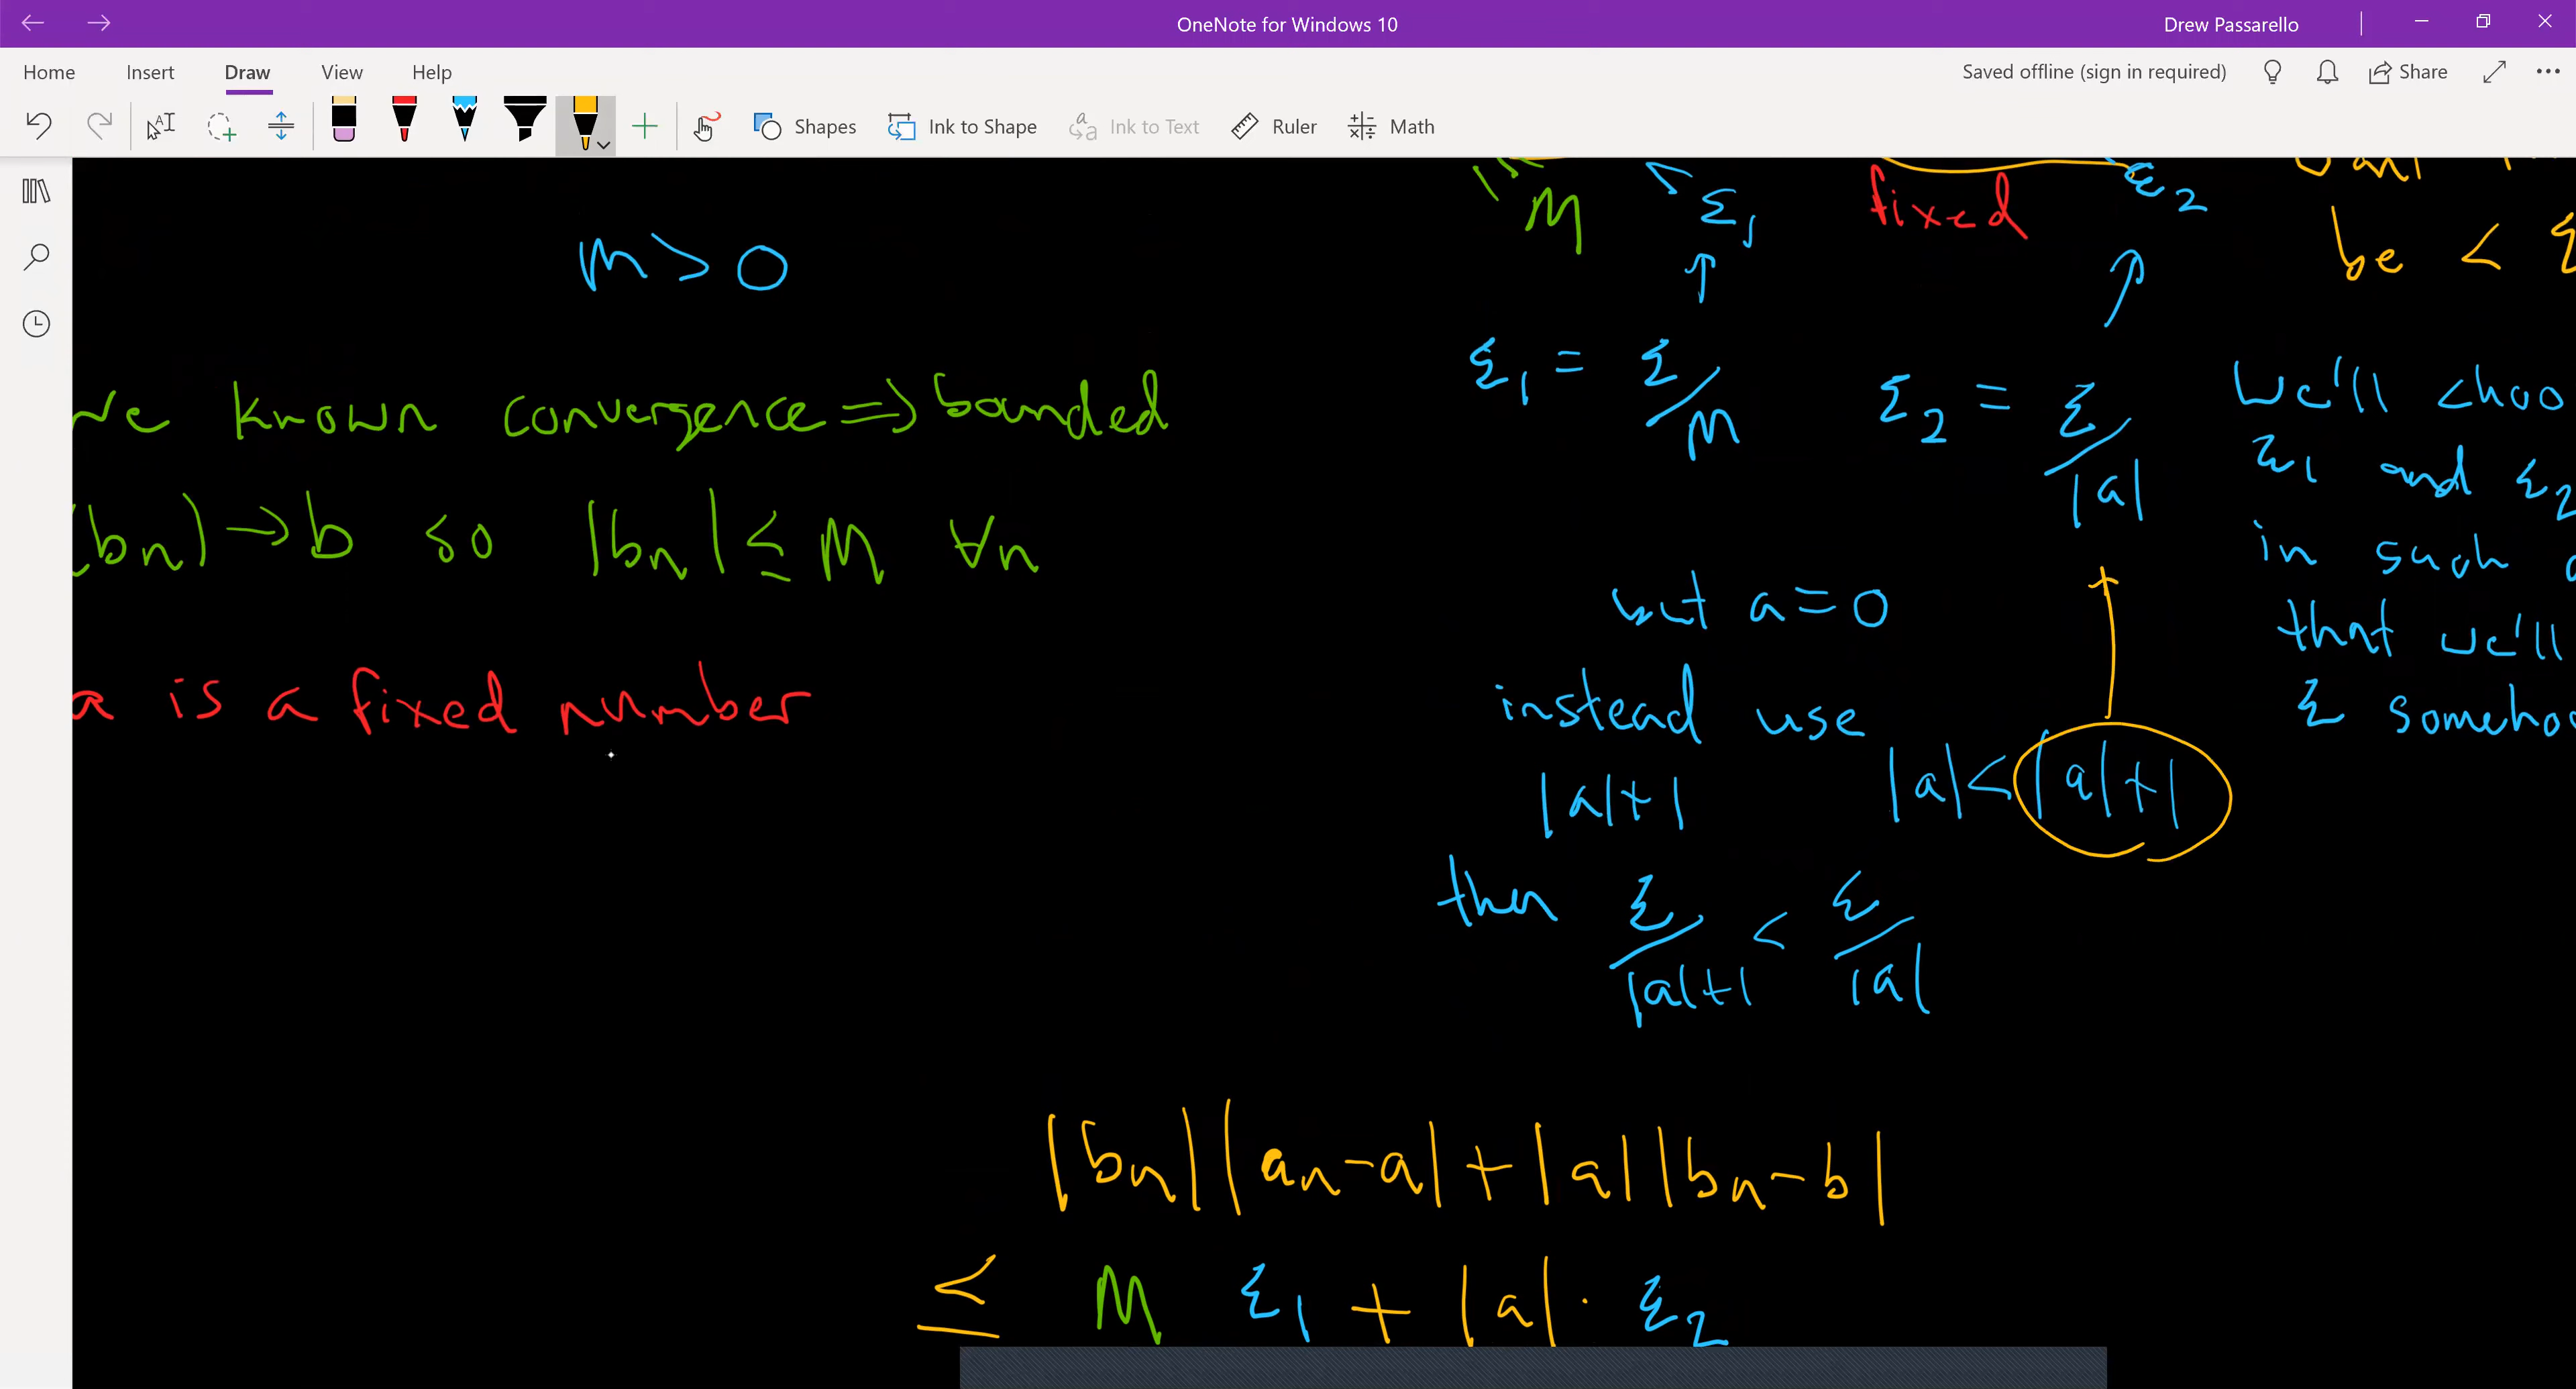 OneNote for Windows 10
Drew Passarello
Home Insert Draw View Help
Saved offline (sign in required)
Share
Shapes
Ink to Shape
Ink to Text
Ruler
Math
M
< ε1
fixed
ε2
be < ε
m > 0
ε1 = ε/M
ε2 = ε/|a|
We'll choo
ε1 and ε2
in such a
that we'll
ε someho
We known convergence ⇒ bounded
(bn) → b so |bn| ≤ M ∀n
a is a fixed number
but a = 0
instead use
|a|+1
|a| < |a|+1
then ε/|a|+1 < ε/|a|
|bn||an-a| + |a||bn-b|
≤ M ε1 + |a| · ε2